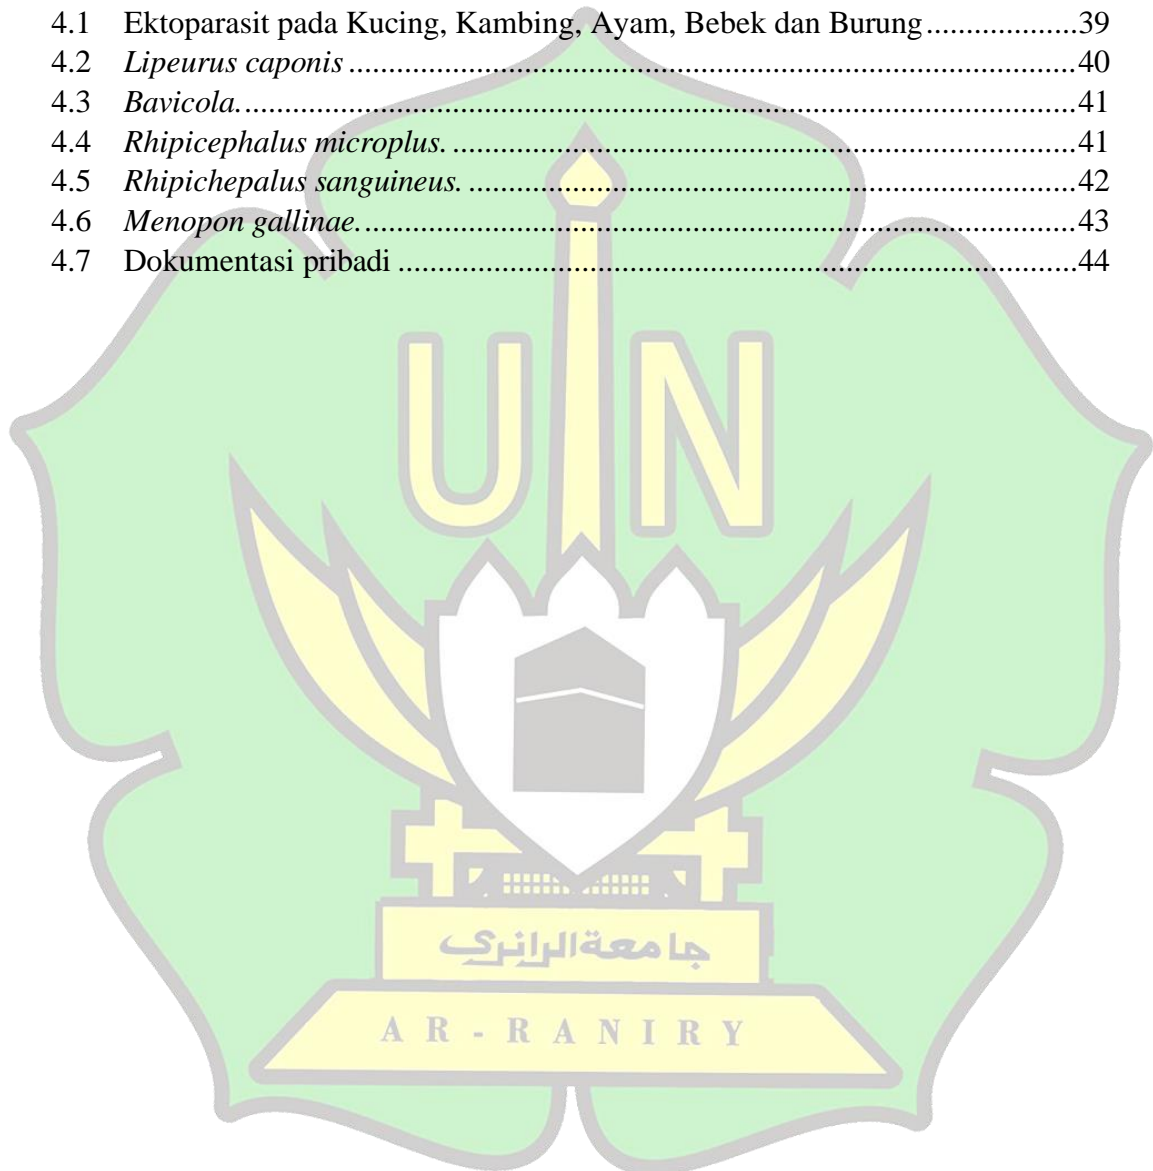 4.1 Ektoparasit pada Kucing, Kambing, Ayam, Bebek dan Burung...................39
4.2 Lipeurus caponis............................................................................................40
4.3 Bavicola..........................................................................................................41
4.4 Rhipicephalus microplus. ...............................................................................41
4.5 Rhipichepalus sanguineus. .............................................................................42
4.6 Menopon gallinae...........................................................................................43
4.7 Dokumentasi pribadi ......................................................................................44
UIN
جامعةالرانري
AR-RANIRY